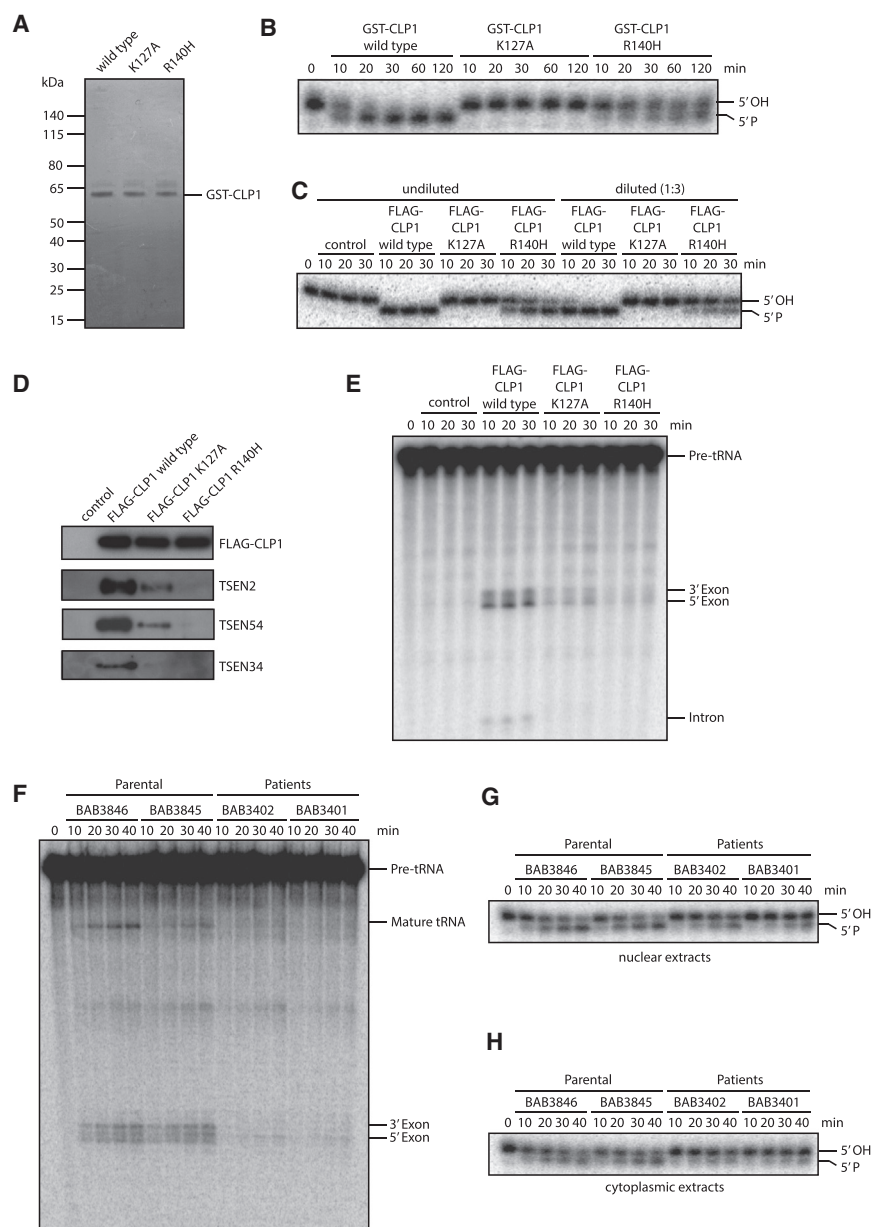 A
wild type
K127A
R140H
kDa
140
115
80
65
50
40
30
25
15
GST-CLP1
B
GST-CLP1 GST-CLP1 GST-CLP1
wild type K127A R140H
0 10 20 30 60 120 10 20 30 60 120 10 20 30 60 120 min
5′ OH
5′ P
C
undiluted diluted (1:3)
FLAG- FLAG- FLAG- FLAG- FLAG- FLAG-
CLP1 CLP1 CLP1 CLP1 CLP1 CLP1
control wild type K127A R140H wild type K127A R140H
0 10 20 30 10 20 30 10 20 30 10 20 30 10 20 30 10 20 30 10 20 30 min
5′ OH
5′ P
D
control
FLAG-CLP1 wild type
FLAG-CLP1 K127A
FLAG-CLP1 R140H
FLAG-CLP1
TSEN2
TSEN54
TSEN34
E
FLAG- FLAG- FLAG-
CLP1 CLP1 CLP1
control wild type K127A R140H
0 10 20 30 10 20 30 10 20 30 10 20 30 min
Pre-tRNA
3′ Exon
5′ Exon
Intron
F
Parental Patients
BAB3846 BAB3845 BAB3402 BAB3401
0 10 20 30 40 10 20 30 40 10 20 30 40 10 20 30 40 min
Pre-tRNA
Mature tRNA
3′ Exon
5′ Exon
G
Parental Patients
BAB3846 BAB3845 BAB3402 BAB3401
0 10 20 30 40 10 20 30 40 10 20 30 40 10 20 30 40 min
5′ OH
5′ P
nuclear extracts
H
Parental Patients
BAB3846 BAB3845 BAB3402 BAB3401
0 10 20 30 40 10 20 30 40 10 20 30 40 10 20 30 40 min
5′ OH
5′ P
cytoplasmic extracts